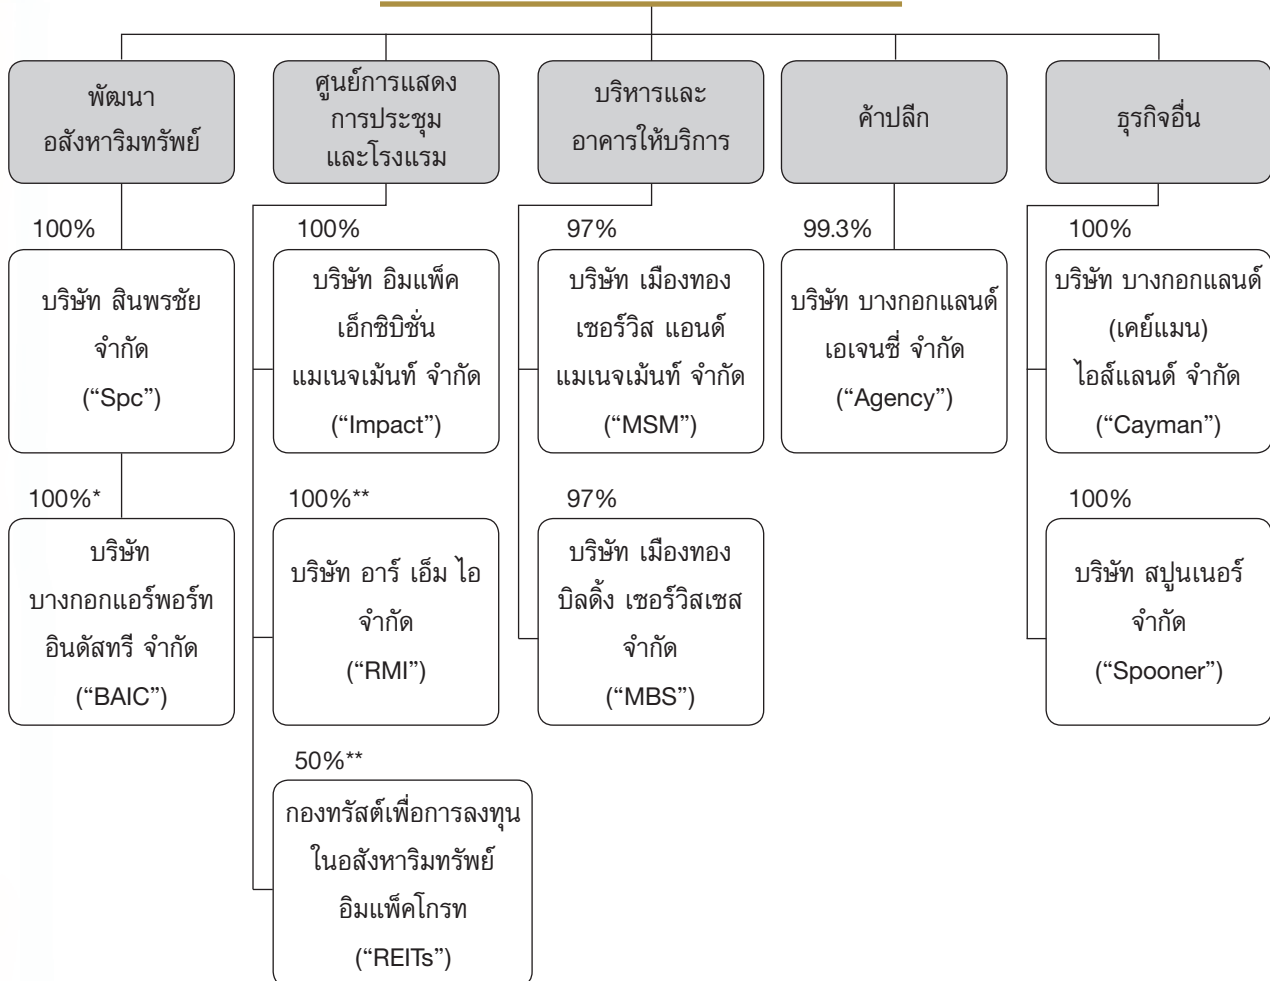 พัฒนา
อสังหาริมทรัพย์
ศูนย์การแสดง
การประชุม
และโรงแรม
บริหารและ
อาคารให้บริการ
ค้าปลีก
ธุรกิจอื่น
100%
บริษัท สินพรชัย
จำกัด
(“Spc”)
100%*
บริษัท
บางกอกแอร์พอร์ท
อินดัสทรี จำกัด
(“BAIC”)
100%
บริษัท อิมแพ็ค
เอ็กซิบิชั่น
แมเนจเม้นท์ จำกัด
(“Impact”)
100%**
บริษัท อาร์ เอ็ม ไอ
จำกัด
(“RMI”)
50%**
กองทรัสต์เพื่อการลงทุน
ในอสังหาริมทรัพย์
อิมแพ็คโกรท
(“REITs”)
97%
บริษัท เมืองทอง
เซอร์วิส แอนด์
แมเนจเม้นท์ จำกัด
(“MSM”)
97%
บริษัท เมืองทอง
บิลดิ้ง เซอร์วิสเซส
จำกัด
(“MBS”)
99.3%
บริษัท บางกอกแลนด์
เอเจนซี่ จำกัด
(“Agency”)
100%
บริษัท บางกอกแลนด์
(เคย์แมน)
ไอส์แลนด์ จำกัด
(“Cayman”)
100%
บริษัท สปูนเนอร์
จำกัด
(“Spooner”)